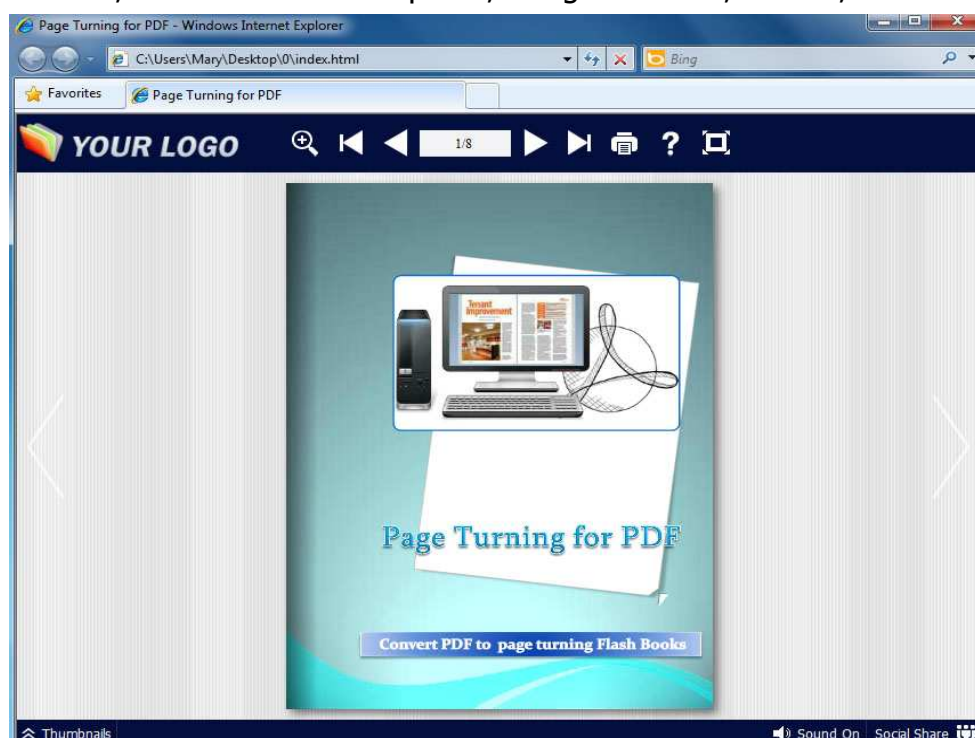 Page Turning for PDF - Windows Internet Explorer
C:\Users\Mary\Desktop\0\index.html
Bing
Favorites
Page Turning for PDF
YOUR LOGO
1/8
?
Tenant
Improvement
Page Turning for PDF
Convert PDF to page turning Flash Books
Thumbnails
Sound On Social Share